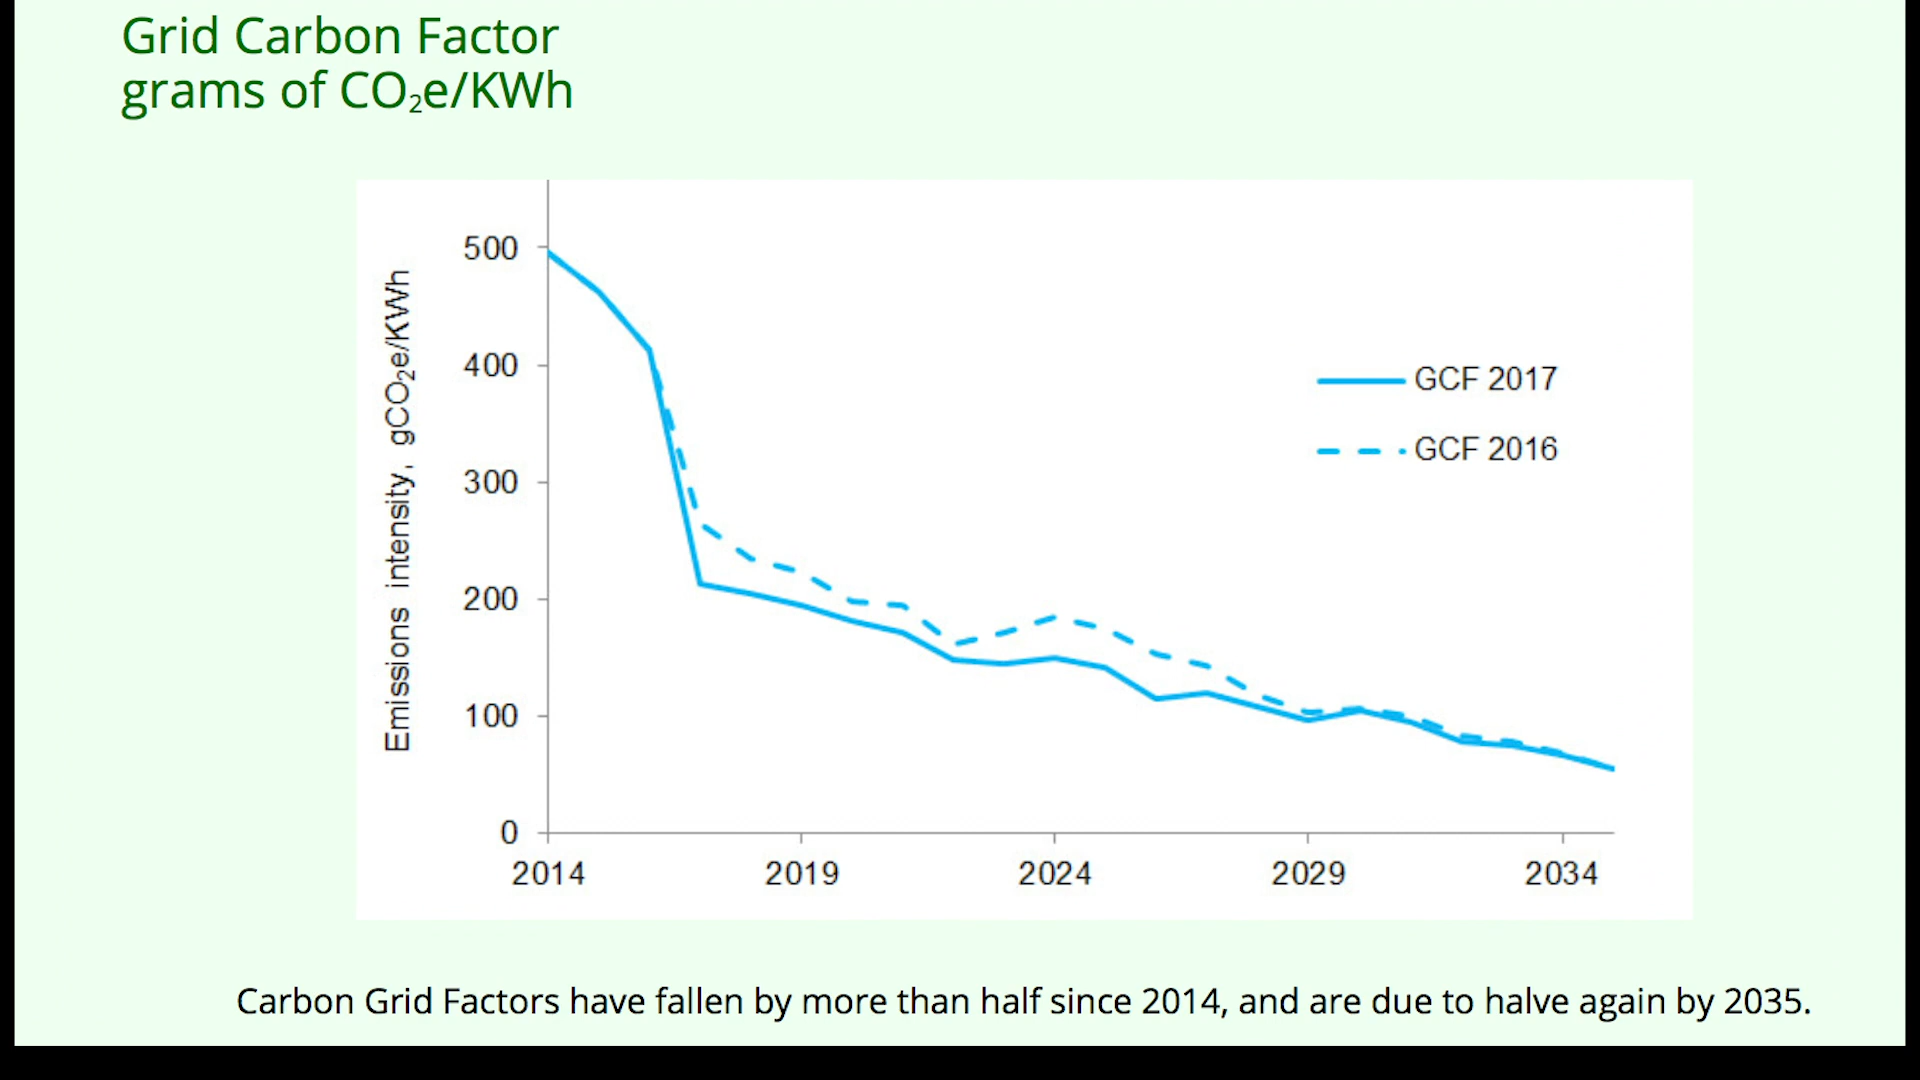 Grid Carbon Factor
grams of CO₂e/KWh
Emissions intensity, gCO₂e/KWh
500
400
300
200
100
0
GCF 2017
GCF 2016
2014 2019 2024 2029 2034
Carbon Grid Factors have fallen by more than half since 2014, and are due to halve again by 2035.